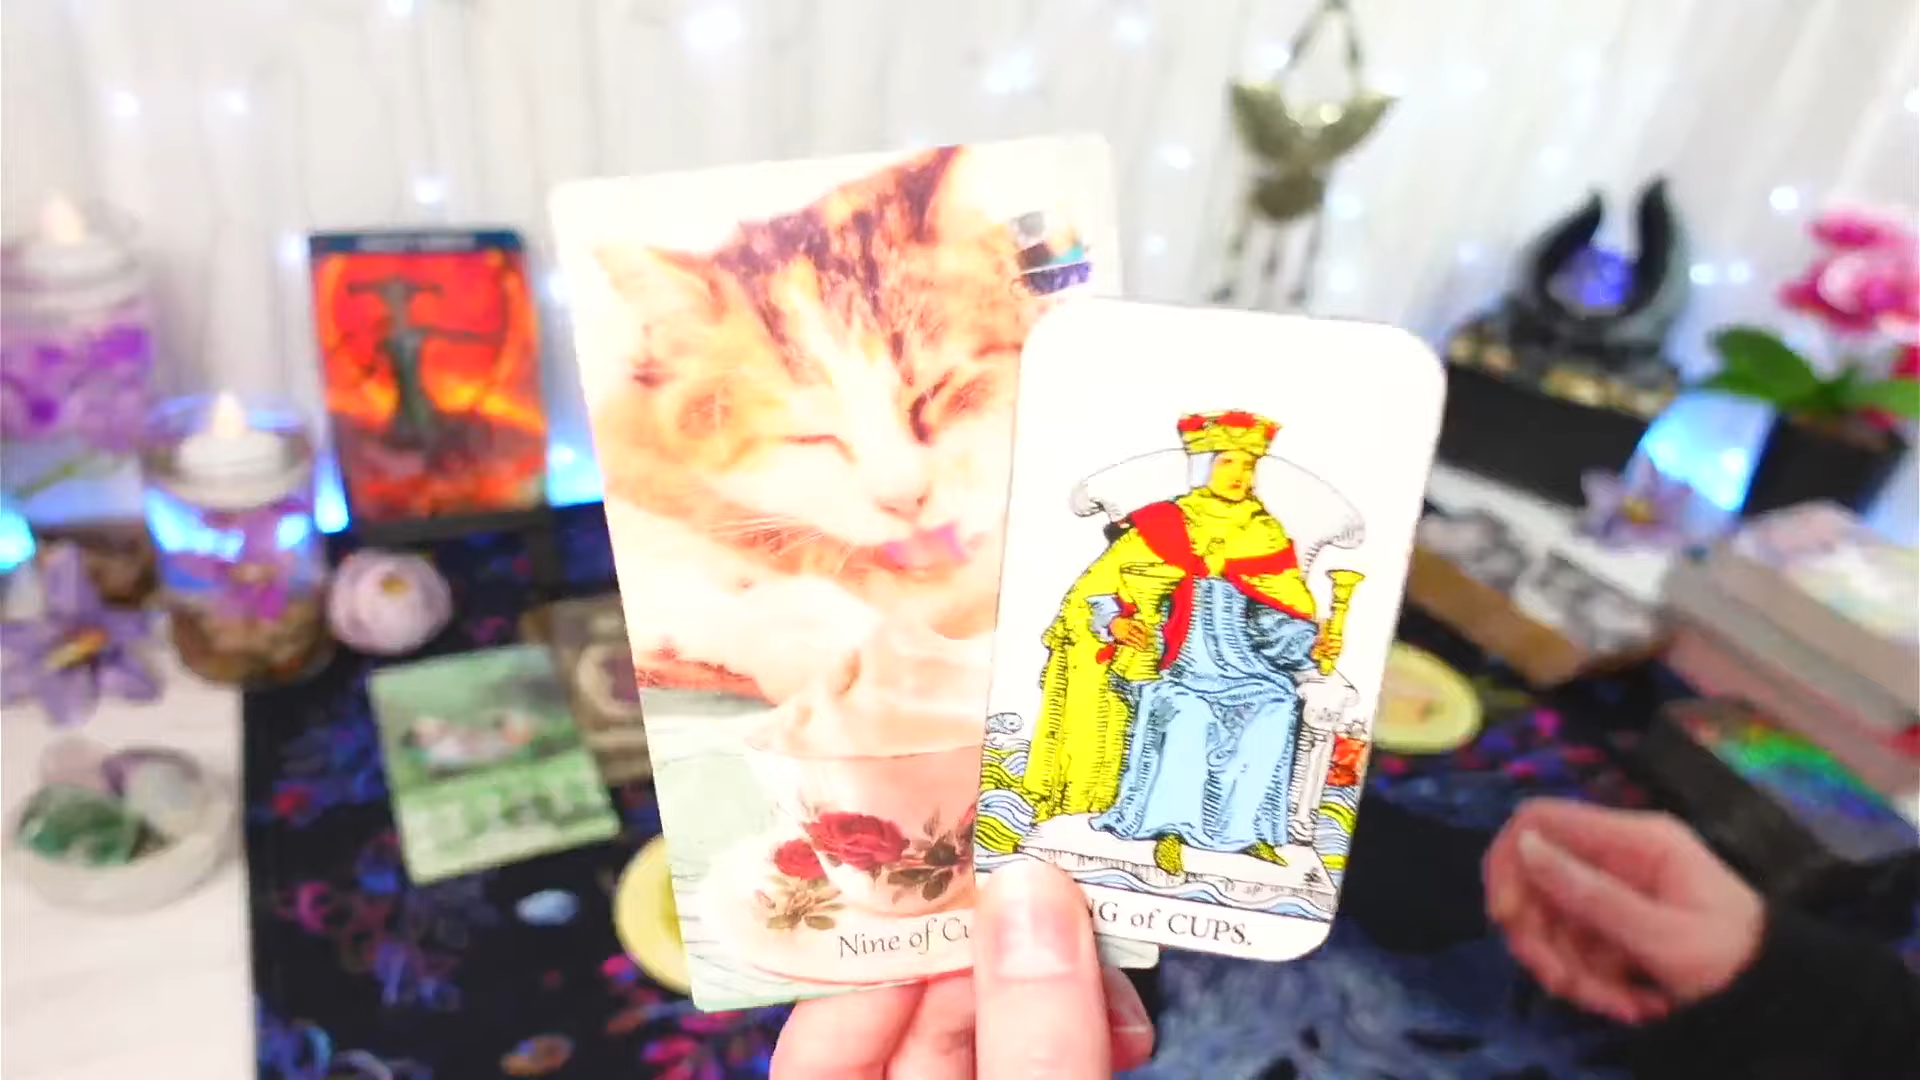 Nine of Cu
NG of CUPS.